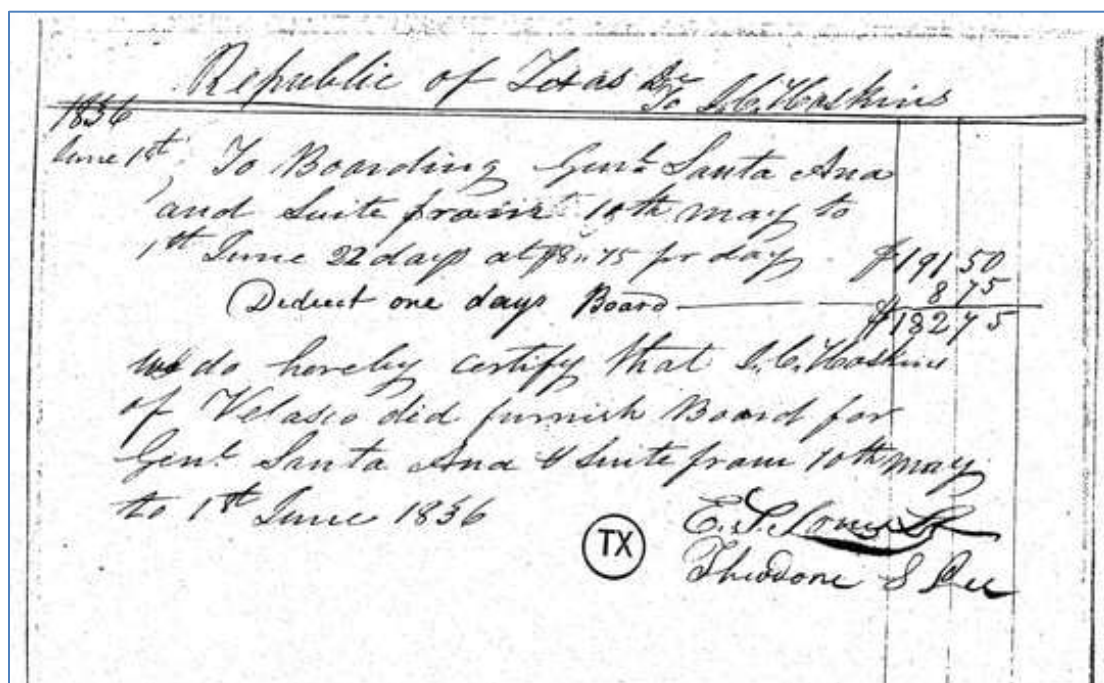 Republic of Texas Dr
To I.C. Hoskins
1836
June 1st To Boarding Genl. Santa Ana
and Suite from 10th may to
1st June 22 days at $8.75 pr day $191 50
Deduct one days Board 8 75
$182 75
We do hereby certify that I.C. Hoskins
of Velasco did furnish Board for
Genl. Santa Ana & Suite from 10th may
to 1st June 1836
Theodore S Lee
TX